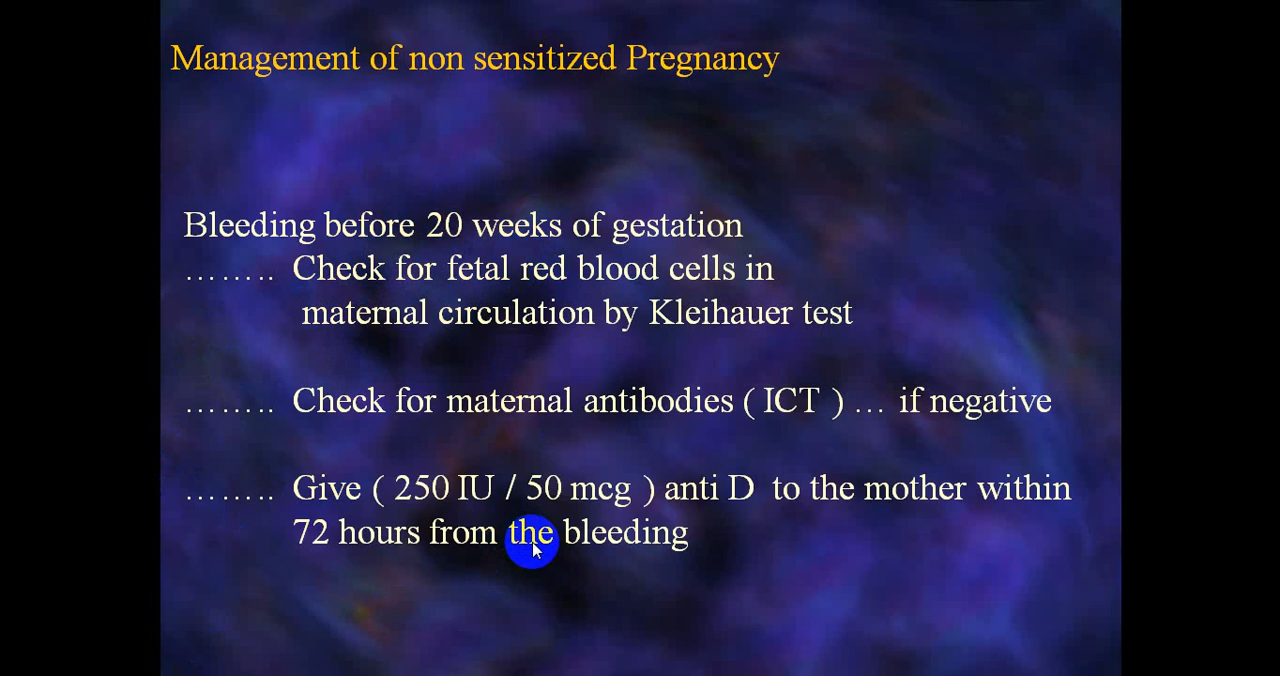 Management of non sensitized Pregnancy
Bleeding before 20 weeks of gestation
…….. Check for fetal red blood cells in
maternal circulation by Kleihauer test
…….. Check for maternal antibodies ( ICT ) … if negative
…….. Give ( 250 IU / 50 mcg ) anti D to the mother within
72 hours from the bleeding